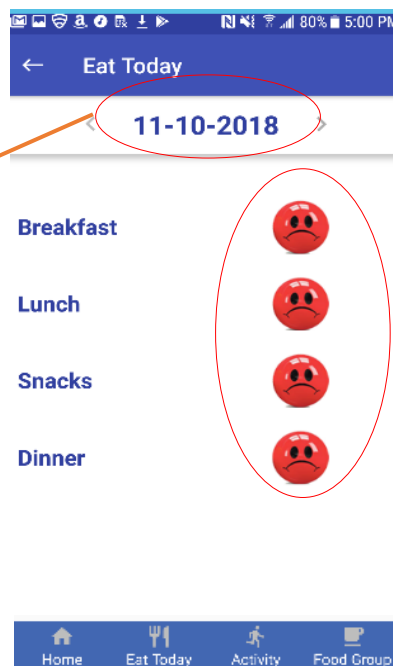 80% 5:00 PM
Eat Today
11-10-2018
Breakfast
Lunch
Snacks
Dinner
Home Eat Today Activity Food Group